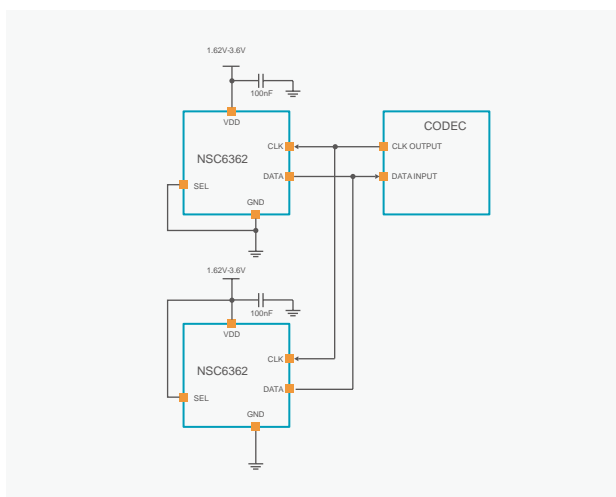 1.62V-3.6V
100nF
VDD
CODEC
NSC6362
CLK
CLK OUTPUT
DATA
DATA INPUT
SEL
GND
1.62V-3.6V
100nF
VDD
CLK
NSC6362
DATA
SEL
GND